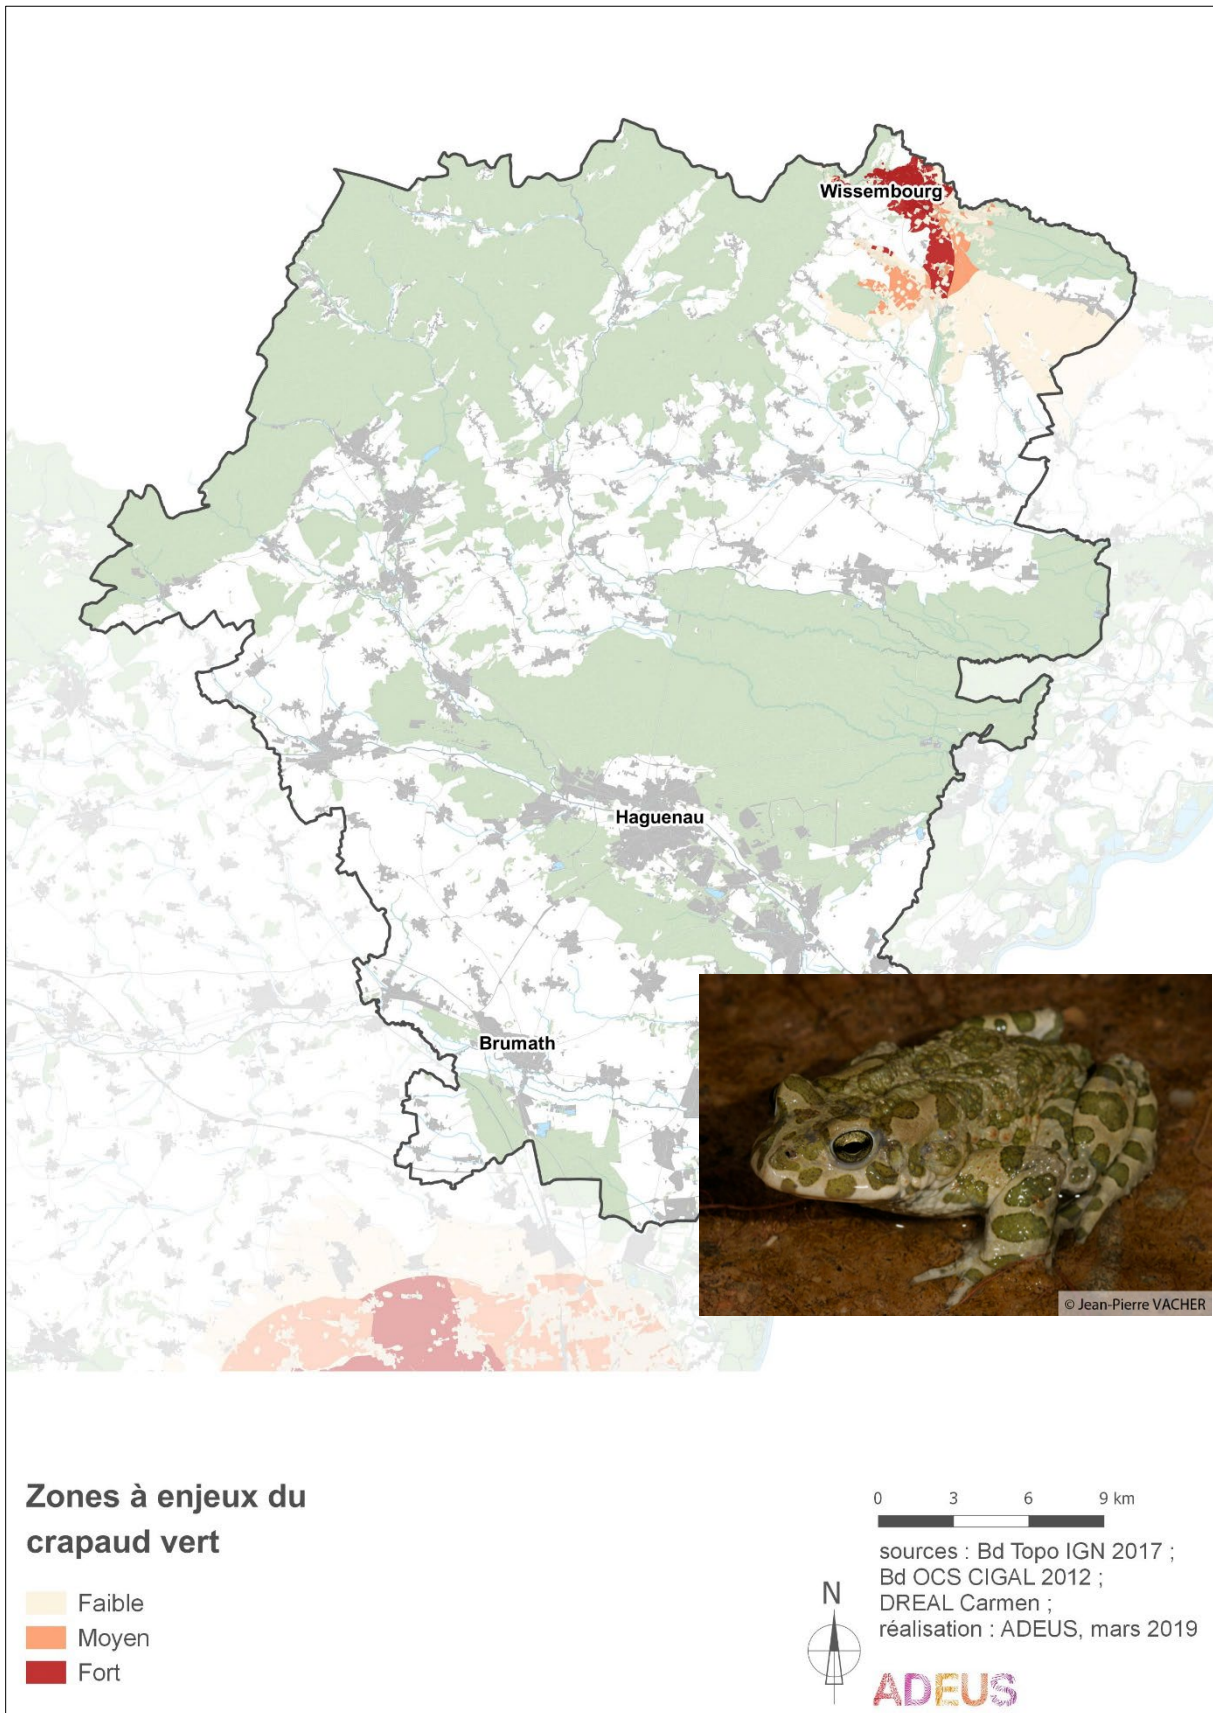 Wissembourg
Haguenau
Brumath
© Jean-Pierre VACHER
Zones à enjeux du
crapaud vert
Faible
Moyen
Fort
0 3 6 9 km
sources : Bd Topo IGN 2017 ;
Bd OCS CIGAL 2012 ;
DREAL Carmen ;
réalisation : ADEUS, mars 2019
N
ADEUS